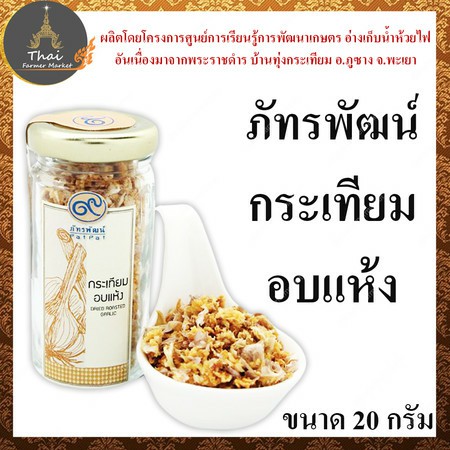 Thai
Farmer Market
ผลิตโดยโครงการศูนย์การเรียนรู้การพัฒนาเกษตร อ่างเก็บน้ำห้วยไฟ
อันเนื่องมาจากพระราชดำร บ้านทุ่งกระเทียม อ.ภูซาง จ.พะเยา
ภัทรพัฒน์
กระเทียม
อบแห้ง
ภัทรพัฒน์
PatPat
กระเทียม
อบแห้ง
DRIED ROASTED
GARLIC
ขนาด 20 กรัม